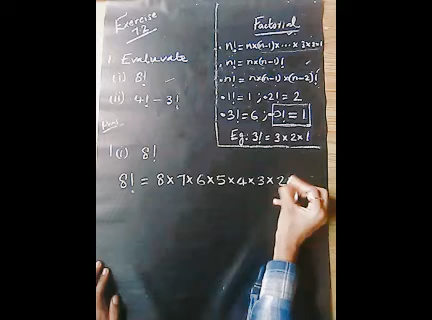 Exercise
7.2
1. Evaluvate
(i) 8!
(ii) 4! – 3!
1(i) 8!
8! = 8×7×6×5×4×3×2×
Factorial
• n! = n×(n-1)×...×3×2×1
• n! = n×(n-1)!
• n! = n×(n-1)×(n-2)!
• 1! = 1 ; • 2! = 2
• 3! = 6 ; • 0! = 1
Eg: 3! = 3×2×1